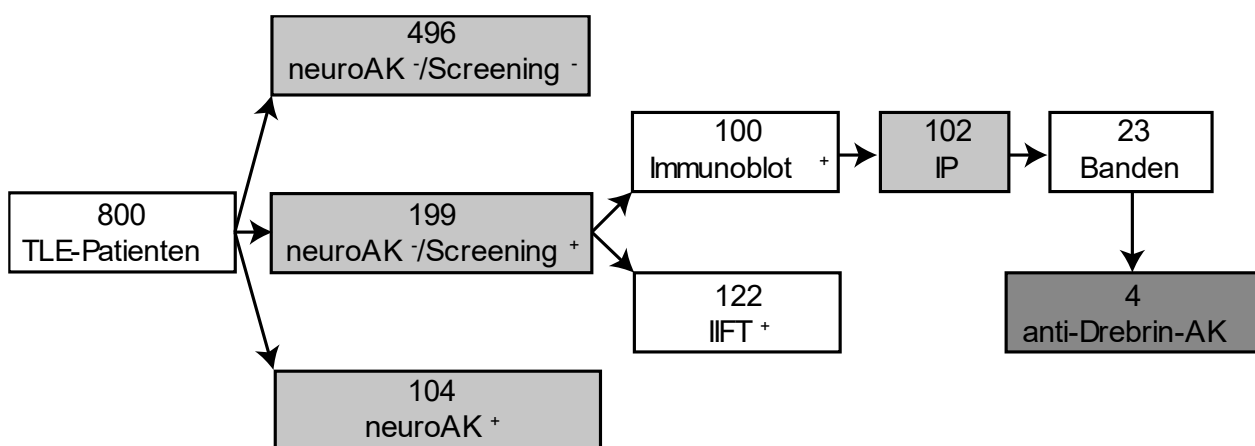 496
neuroAK ⁻/Screening ⁻
800
TLE-Patienten
199
neuroAK ⁻/Screening ⁺
104
neuroAK ⁺
100
Immunoblot ⁺
122
IIFT ⁺
102
IP
23
Banden
4
anti-Drebrin-AK